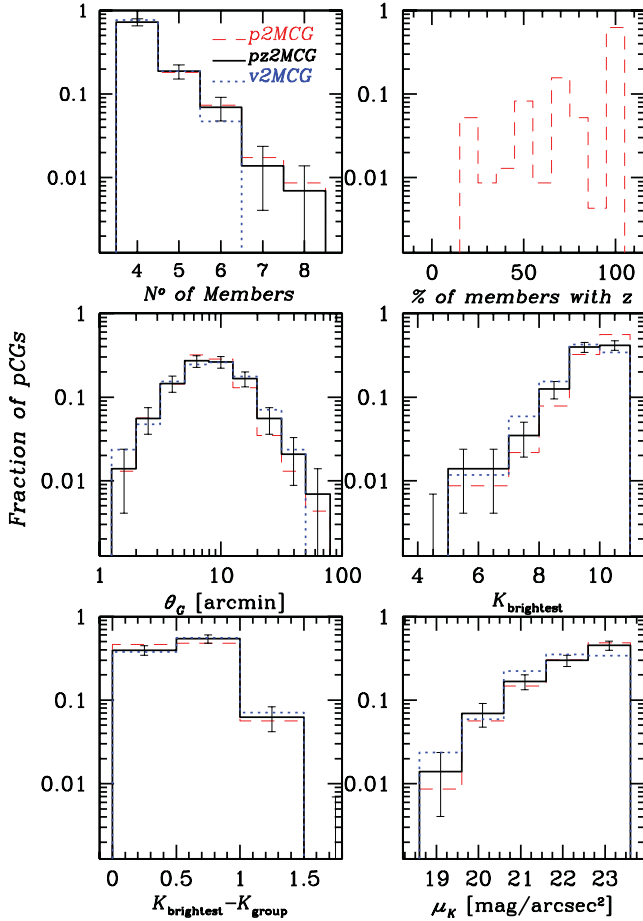 p2MCG
pz2MCG
v2MCG
1
0.1
0.01
4 5 6 7 8
Nº of Members
0 50 100
% of members with z
Fraction of pCGs
1
0.1
0.01
1 10 100
θG [arcmin]
1
0.1
0.01
4 6 8 10
Kbrightest
1
0.1
0.01
0 0.5 1 1.5
Kbrightest−Kgroup
1
0.1
0.01
19 20 21 22 23
μK [mag/arcsec²]
1
0.1
0.01